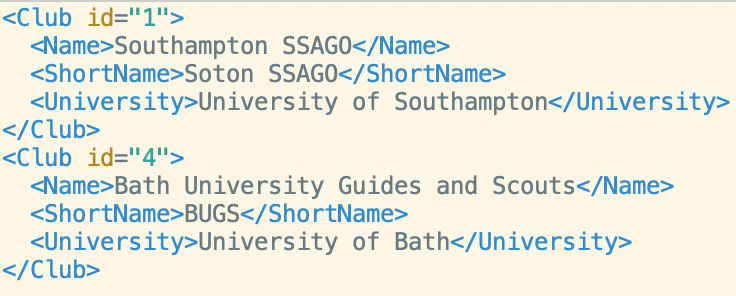 <Club id="1">
  <Name>Southampton SSAGO</Name>
  <ShortName>Soton SSAGO</ShortName>
  <University>University of Southampton</University>
</Club>
<Club id="4">
  <Name>Bath University Guides and Scouts</Name>
  <ShortName>BUGS</ShortName>
  <University>University of Bath</University>
</Club>